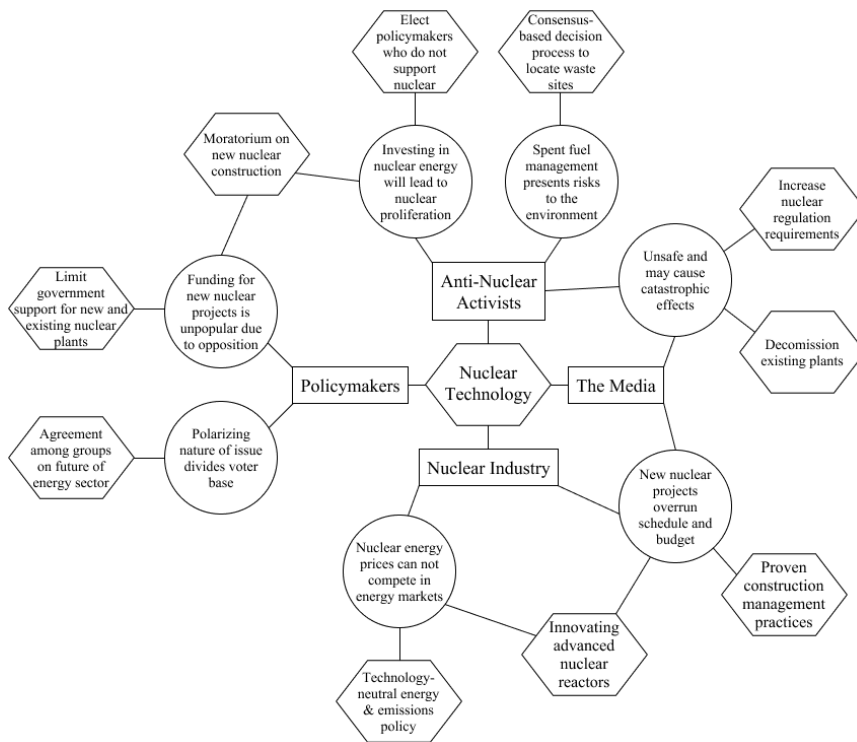 Elect
policymakers
who do not
support
nuclear
Consensus-
based decision
process to
locate waste
sites
Moratorium on
new nuclear
construction
Investing in
nuclear energy
will lead to
nuclear
proliferation
Spent fuel
management
presents risks
to the
environment
Increase
nuclear
regulation
requirements
Unsafe and
may cause
catastrophic
effects
Anti-Nuclear
Activists
Limit
government
support for new and
existing nuclear
plants
Funding for
new nuclear
projects is
unpopular due
to opposition
Decomission
existing plants
Policymakers
Nuclear
Technology
The Media
Agreement
among groups
on future of
energy sector
Polarizing
nature of issue
divides voter
base
Nuclear Industry
New nuclear
projects
overrun
schedule and
budget
Nuclear energy
prices can not
compete in
energy markets
Proven
construction
management
practices
Innovating
advanced
nuclear
reactors
Technology-
neutral energy
& emissions
policy